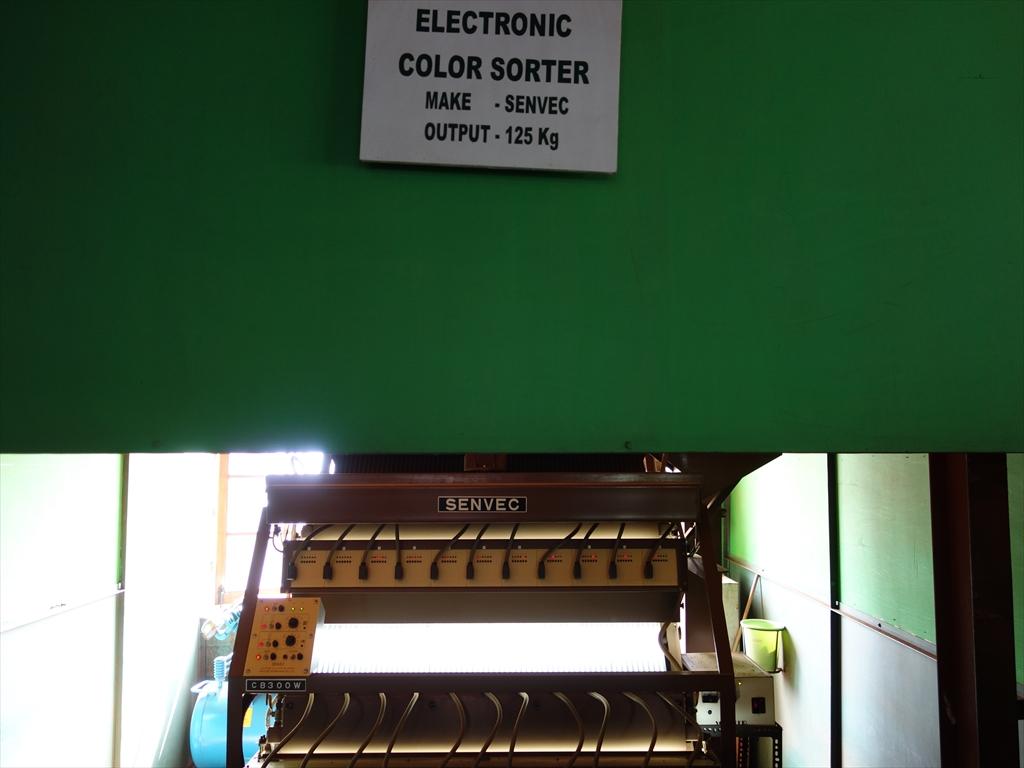 ELECTRONIC
COLOR SORTER
MAKE - SENVEC
OUTPUT - 125 Kg
SENVEC
CB300W